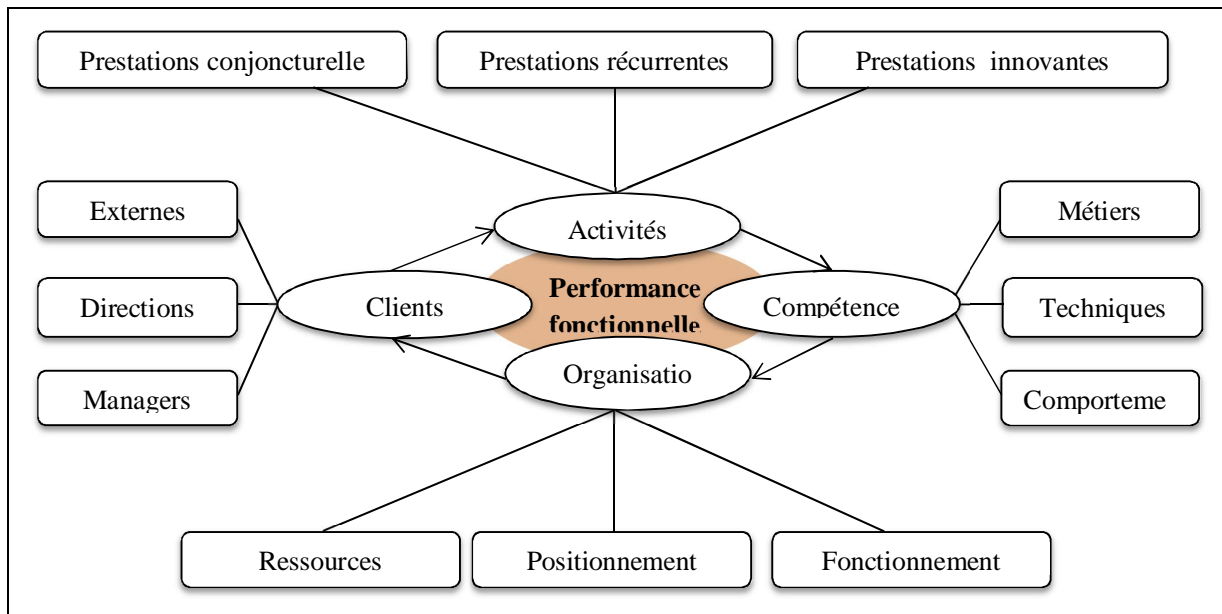 Prestations conjoncturelle
Prestations récurrentes
Prestations innovantes
Externes
Activités
Métiers
Directions
Clients
Performance
fonctionnelle
Compétence
Techniques
Managers
Organisatio
Comporteme
Ressources
Positionnement
Fonctionnement